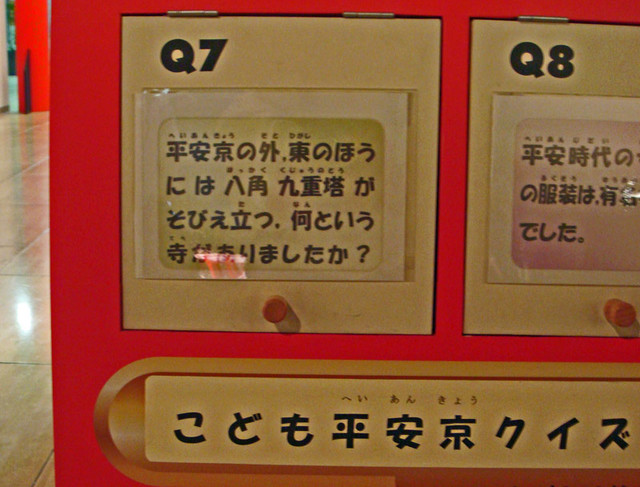 Q7
平安京の外、東のほう
には八角九重塔が
そびえ立つ、何という
寺がありましたか？
Q8
平安時代の
の服装は、有名
でした。
こども平安京クイズ